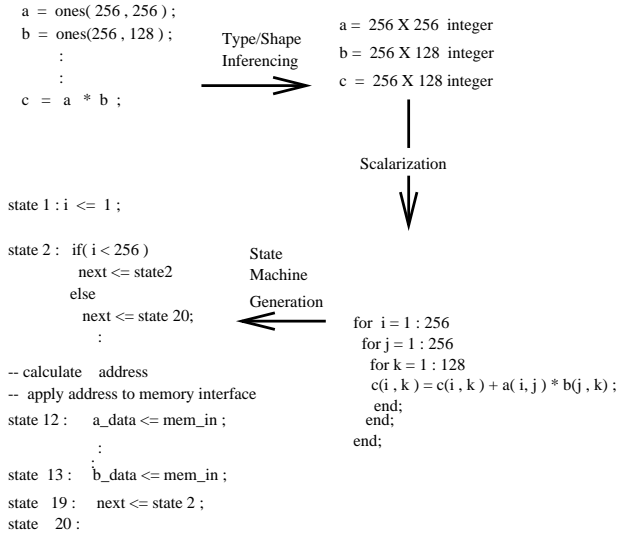 a = ones( 256 , 256 ) ;
b = ones(256 , 128 ) ;
:
:
c = a * b ;
Type/Shape
Inferencing
a = 256 X 256 integer
b = 256 X 128 integer
c = 256 X 128 integer
Scalarization
for i = 1 : 256
for j = 1 : 256
for k = 1 : 128
c(i , k ) = c(i , k ) + a( i, j ) * b(j , k) ;
end;
end;
end;
State
Machine
Generation
state 1 : i <= 1 ;
state 2 : if( i < 256 )
next <= state2
else
next <= state 20;
:
-- calculate address
-- apply address to memory interface
state 12 : a_data <= mem_in ;
:
:
state 13 : b_data <= mem_in ;
state 19 : next <= state 2 ;
state 20 :